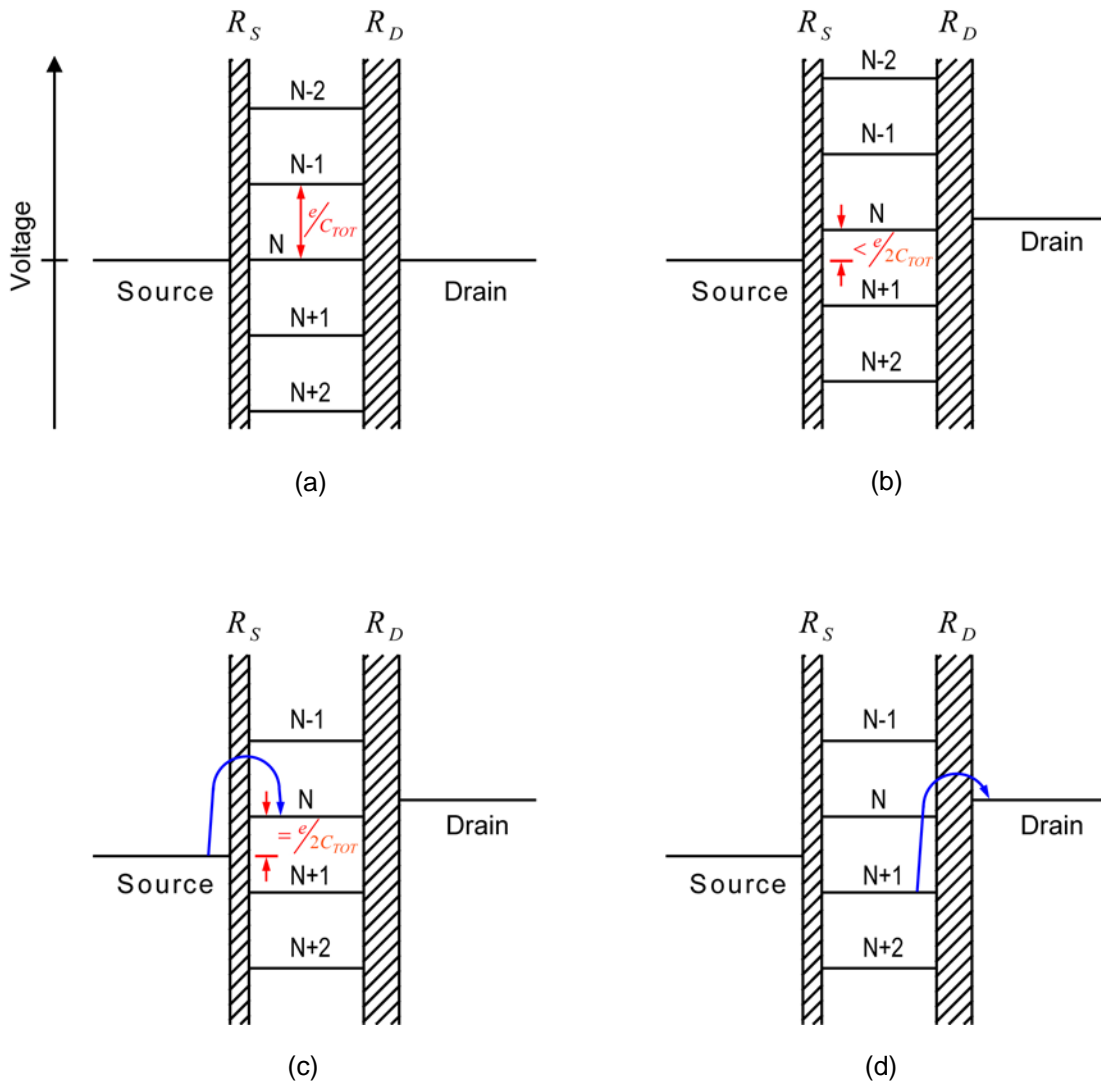 R_S R_D
N-2
N-1
e/C_TOT
N
Voltage
Source
Drain
N+1
N+2
(a)
R_S R_D
N-2
N-1
N
< e/2C_TOT
Drain
Source
N+1
N+2
(b)
R_S R_D
N-1
N
= e/2C_TOT
Drain
Source
N+1
N+2
(c)
R_S R_D
N-1
N
Drain
Source
N+1
N+2
(d)